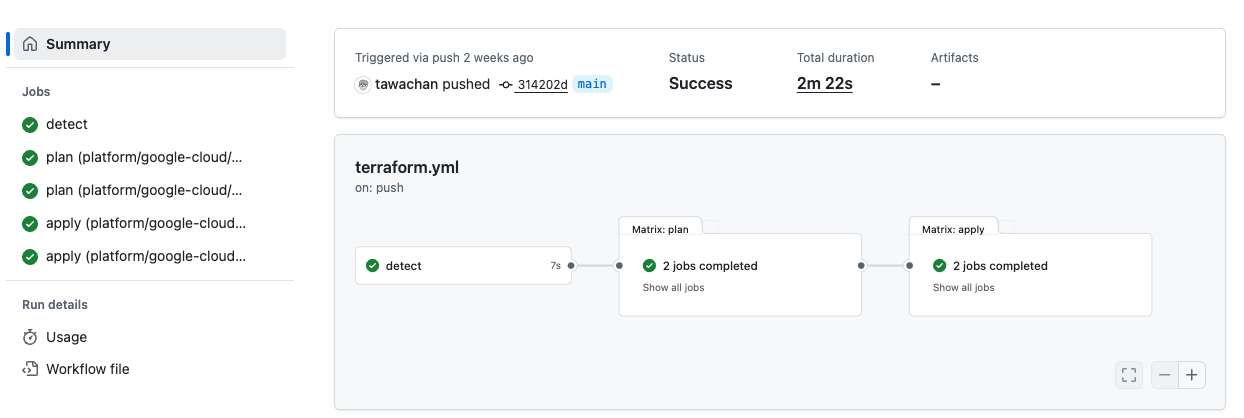 Summary
Jobs
detect
plan (platform/google-cloud/...
plan (platform/google-cloud/...
apply (platform/google-cloud...
apply (platform/google-cloud...
Run details
Usage
Workflow file
Triggered via push 2 weeks ago
tawachan pushed 314202d main
Status
Success
Total duration
2m 22s
Artifacts
–
terraform.yml
on: push
detect 7s
Matrix: plan
2 jobs completed
Show all jobs
Matrix: apply
2 jobs completed
Show all jobs